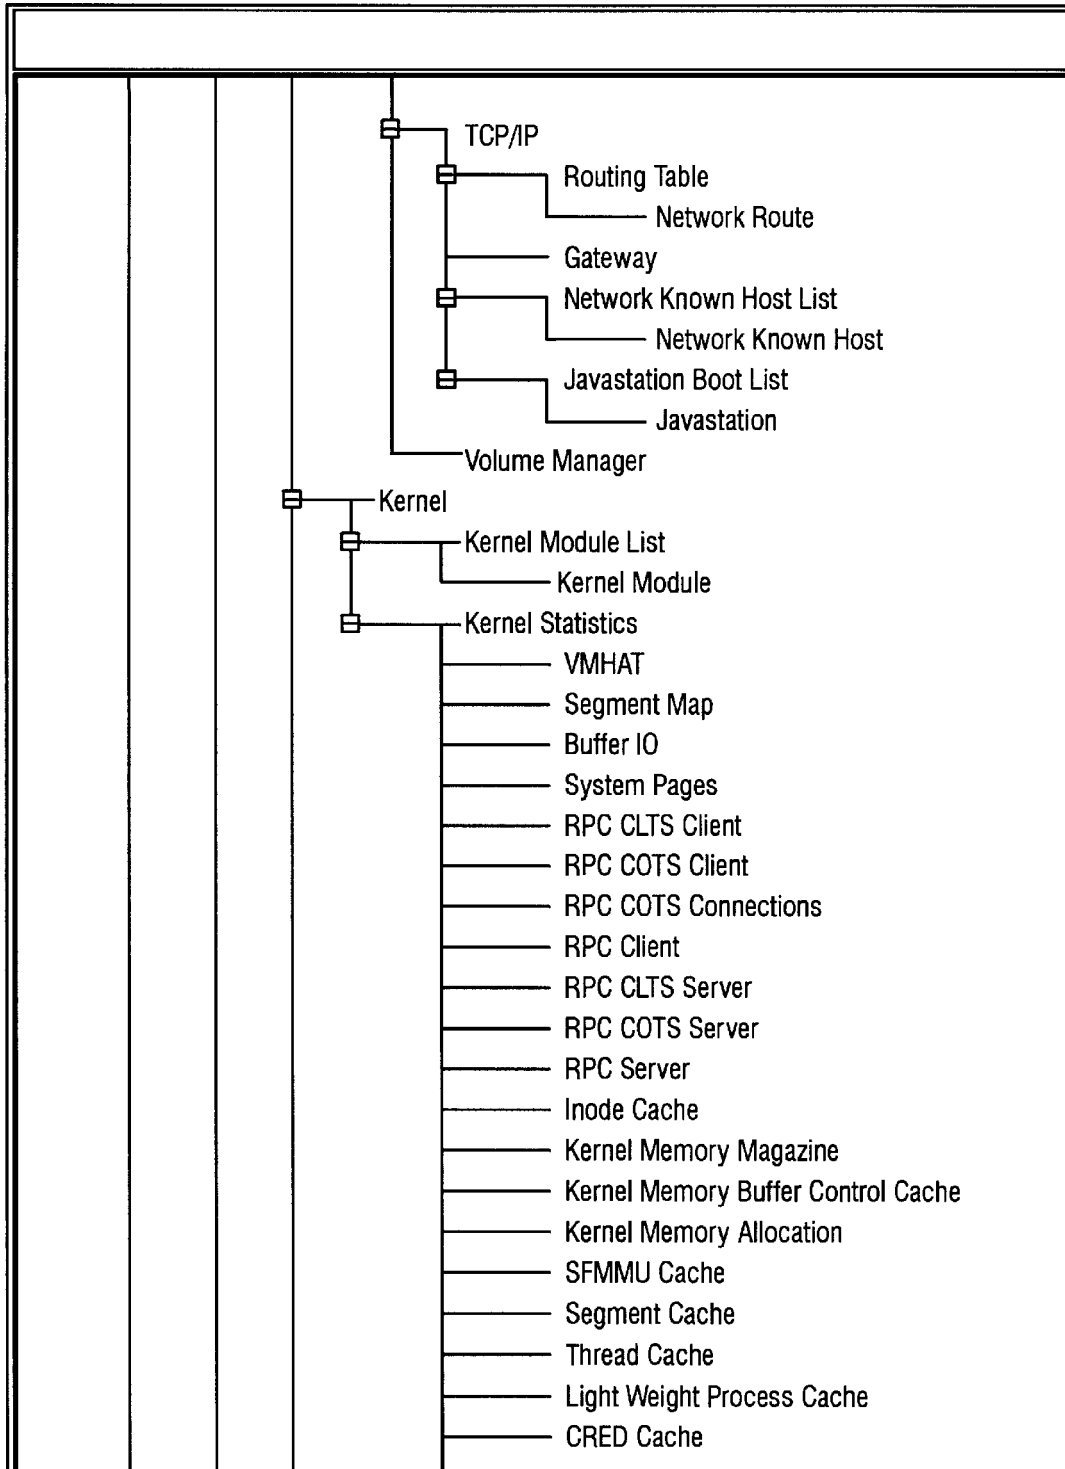 TCP/IP
Routing Table
Network Route
Gateway
Network Known Host List
Network Known Host
Javastation Boot List
Javastation
Volume Manager
Kernel
Kernel Module List
Kernel Module
Kernel Statistics
VMHAT
Segment Map
Buffer IO
System Pages
RPC CLTS Client
RPC COTS Client
RPC COTS Connections
RPC Client
RPC CLTS Server
RPC COTS Server
RPC Server
Inode Cache
Kernel Memory Magazine
Kernel Memory Buffer Control Cache
Kernel Memory Allocation
SFMMU Cache
Segment Cache
Thread Cache
Light Weight Process Cache
CRED Cache